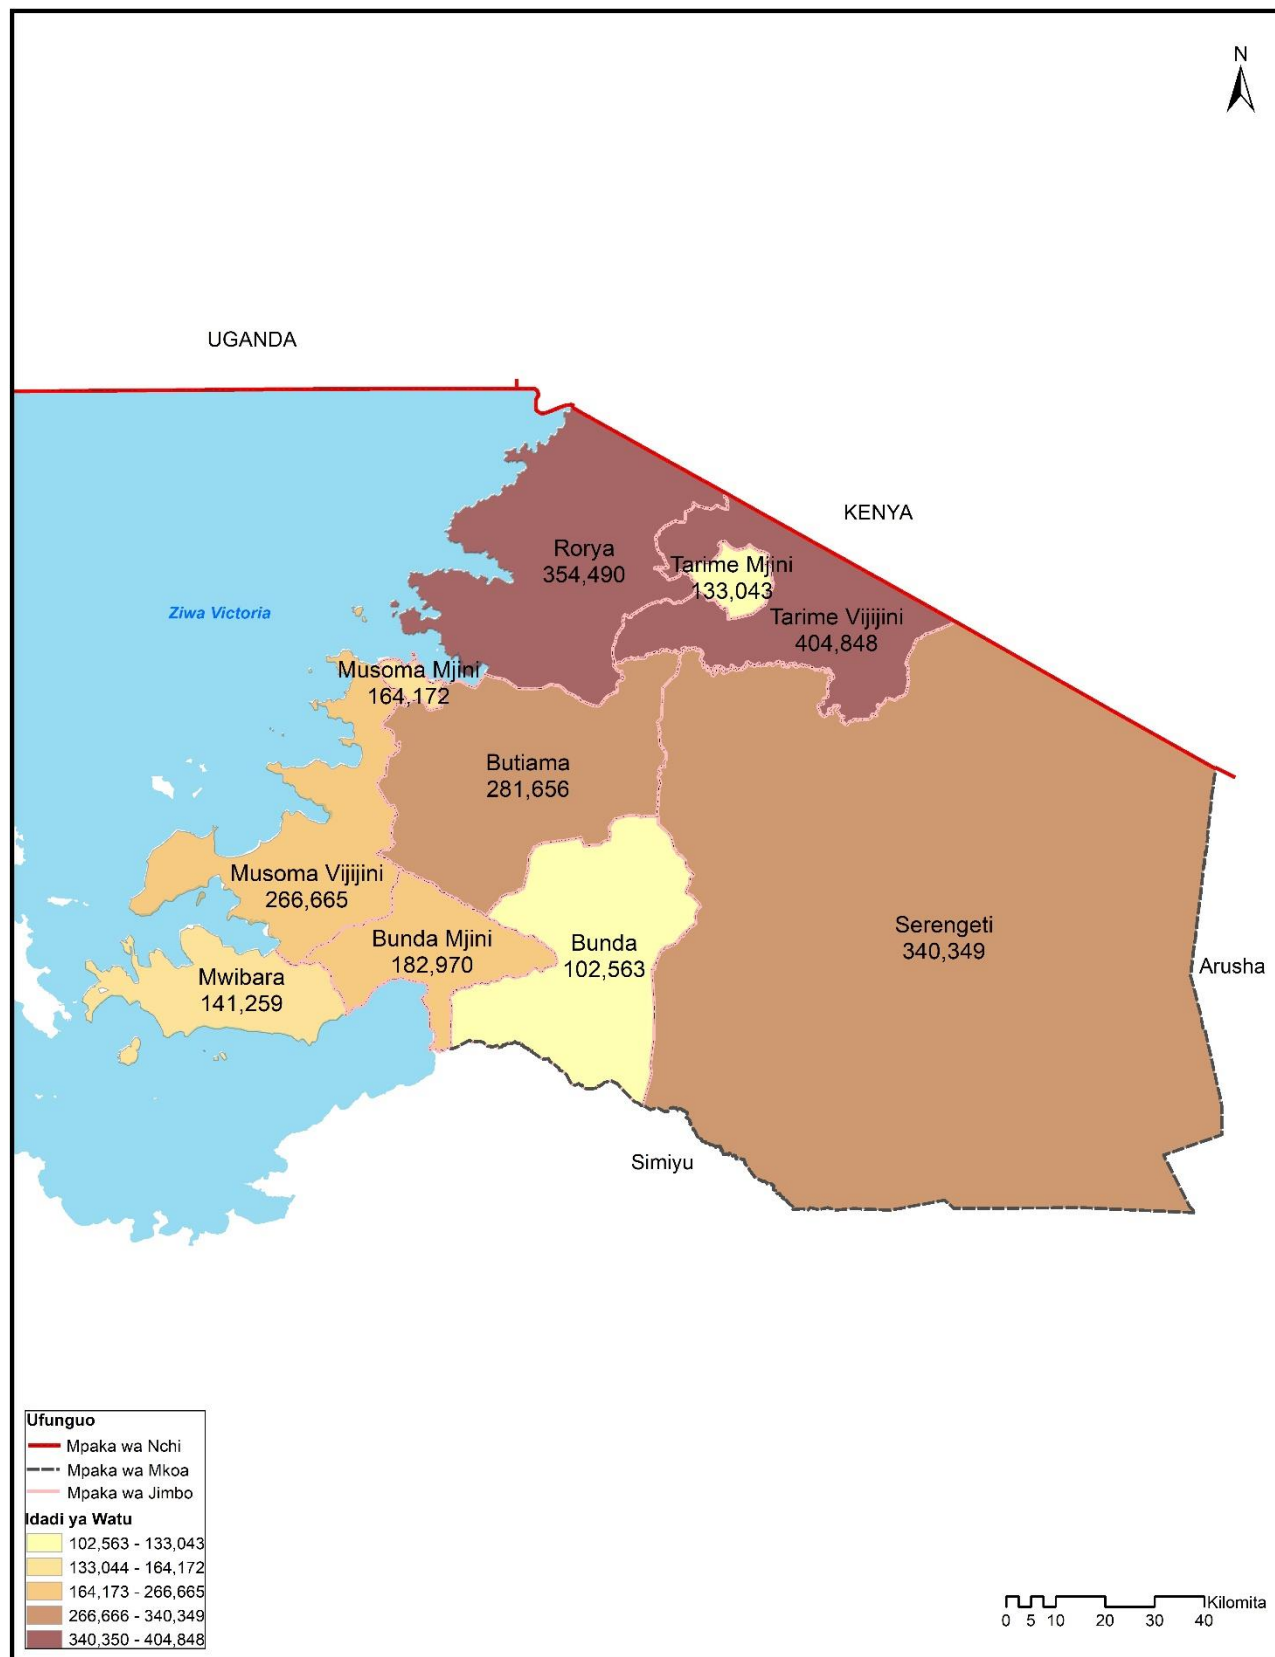 N
UGANDA
KENYA
Rorya
354,490
Tarime Mjini
133,043
Ziwa Victoria
Tarime Vijijini
404,848
Musoma Mjini
164,172
Butiama
281,656
Musoma Vijijini
266,665
Serengeti
340,349
Bunda Mjini
182,970
Bunda
102,563
Arusha
Mwibara
141,259
Simiyu
Ufunguo
Mpaka wa Nchi
Mpaka wa Mkoa
Mpaka wa Jimbo
Idadi ya Watu
102,563 - 133,043
133,044 - 164,172
164,173 - 266,665
266,666 - 340,349
340,350 - 404,848
Kilomita
0 5 10 20 30 40